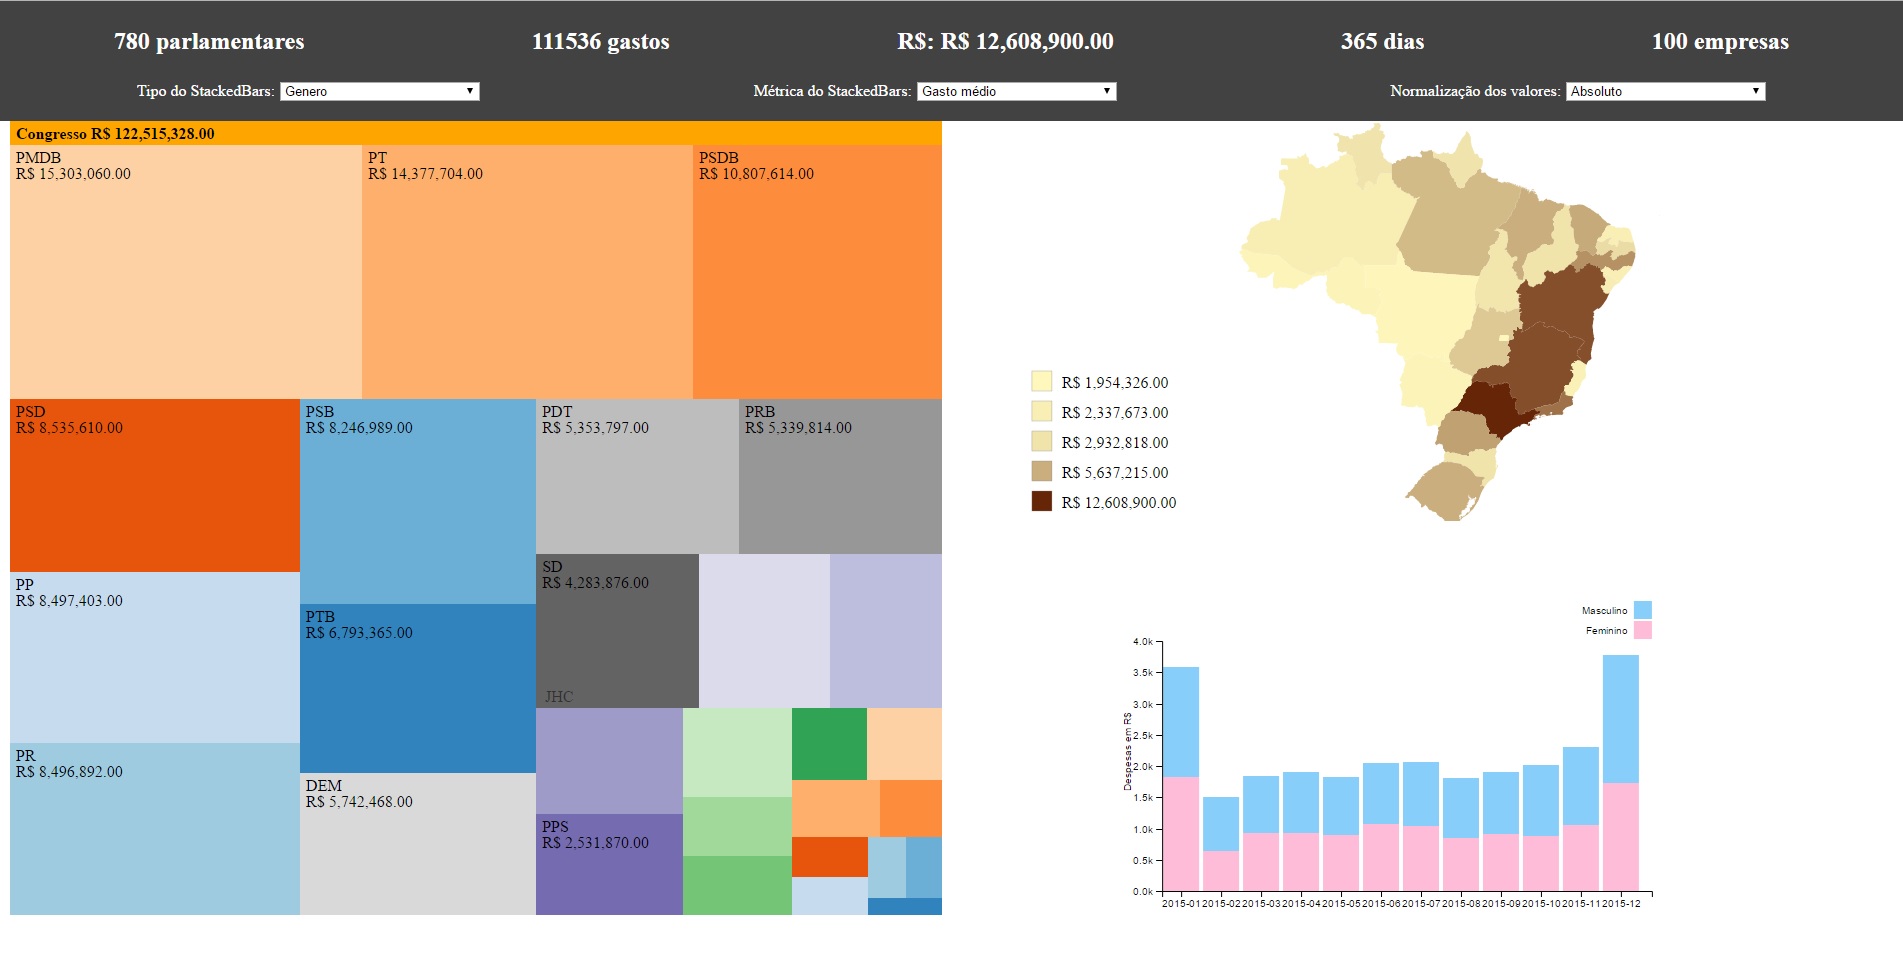 780 parlamentares
111536 gastos
R$: R$ 12,608,900.00
365 dias
100 empresas
Tipo do StackedBars: Genero
Métrica do StackedBars: Gasto médio
Normalização dos valores: Absoluto
Congresso R$ 122,515,328.00
PMDB
R$ 15,303,060.00
PT
R$ 14,377,704.00
PSDB
R$ 10,807,614.00
PSD
R$ 8,535,610.00
PSB
R$ 8,246,989.00
PDT
R$ 5,353,797.00
PRB
R$ 5,339,814.00
PP
R$ 8,497,403.00
PTB
R$ 6,793,365.00
SD
R$ 4,283,876.00
JHC
PR
R$ 8,496,892.00
DEM
R$ 5,742,468.00
PPS
R$ 2,531,870.00
R$ 1,954,326.00
R$ 2,337,673.00
R$ 2,932,818.00
R$ 5,637,215.00
R$ 12,608,900.00
Masculino
Feminino
Despesas em R$
4.0k
3.5k
3.0k
2.5k
2.0k
1.5k
1.0k
0.5k
0.0k
2015-01 2015-02 2015-03 2015-04 2015-05 2015-06 2015-07 2015-08 2015-09 2015-10 2015-11 2015-12